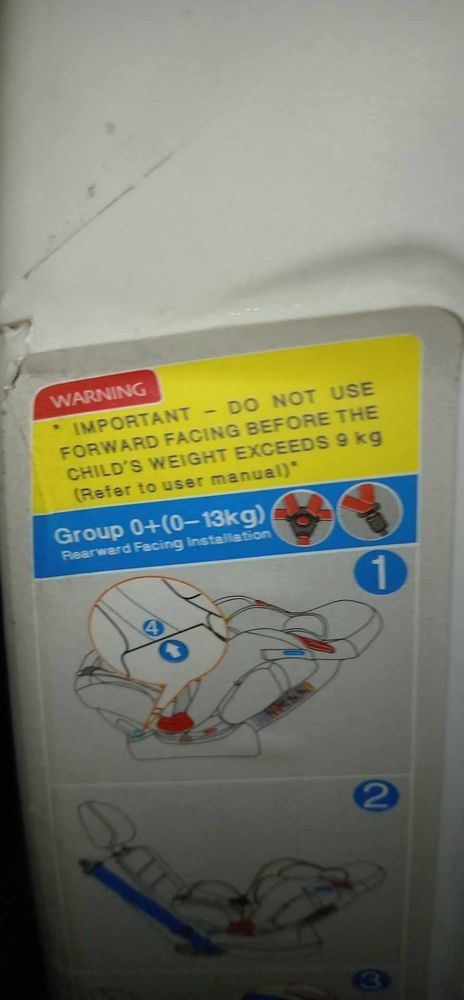 WARNING
" IMPORTANT – DO NOT USE
FORWARD FACING BEFORE THE
CHILD'S WEIGHT EXCEEDS 9 kg
(Refer to user manual)"
Group 0+(0–13kg)
Rearward Facing Installation
1
4
2
3